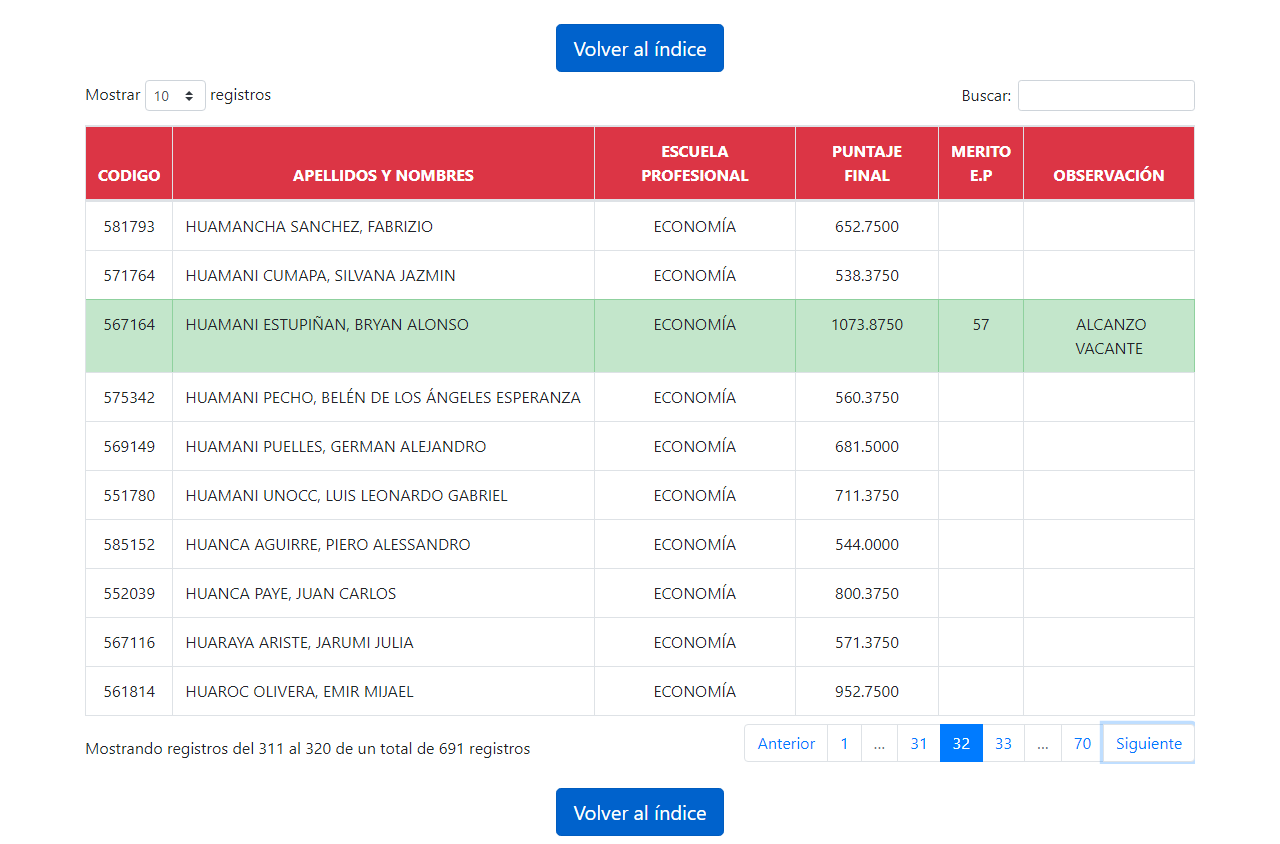 Volver al índice
Mostrar 10 registros Buscar:
CODIGO APELLIDOS Y NOMBRES ESCUELA PROFESIONAL PUNTAJE FINAL MERITO E.P OBSERVACIÓN
581793 HUAMANCHA SANCHEZ, FABRIZIO ECONOMÍA 652.7500
571764 HUAMANI CUMAPA, SILVANA JAZMIN ECONOMÍA 538.3750
567164 HUAMANI ESTUPIÑAN, BRYAN ALONSO ECONOMÍA 1073.8750 57 ALCANZO VACANTE
575342 HUAMANI PECHO, BELÉN DE LOS ÁNGELES ESPERANZA ECONOMÍA 560.3750
569149 HUAMANI PUELLES, GERMAN ALEJANDRO ECONOMÍA 681.5000
551780 HUAMANI UNOCC, LUIS LEONARDO GABRIEL ECONOMÍA 711.3750
585152 HUANCA AGUIRRE, PIERO ALESSANDRO ECONOMÍA 544.0000
552039 HUANCA PAYE, JUAN CARLOS ECONOMÍA 800.3750
567116 HUARAYA ARISTE, JARUMI JULIA ECONOMÍA 571.3750
561814 HUAROC OLIVERA, EMIR MIJAEL ECONOMÍA 952.7500
Mostrando registros del 311 al 320 de un total de 691 registros Anterior 1 ... 31 32 33 ... 70 Siguiente
Volver al índice